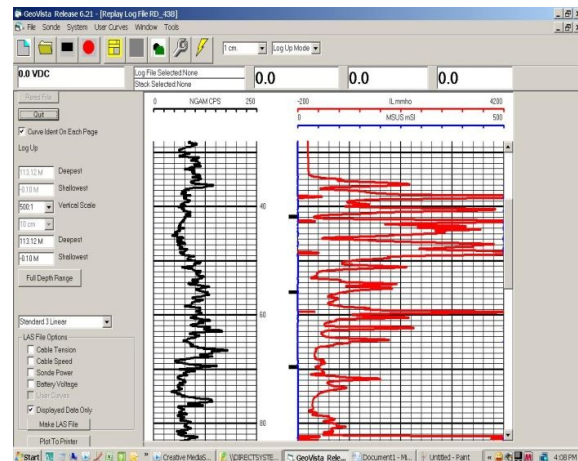 GeoVista Release 6.21 - [Replay Log File RD_43B]
File Sonde System User Curves Window Tools
1 cm.
Log Up Mode
0.0 VDC
Log File Selected:None
Stack Selected:None
0.0
0.0
0.0
Read File
Quit
Curve Ident On Each Page
Log Up
113.12 M Deepest
-0.10 M Shallowest
500:1 Vertical Scale
10 cm
113.12 M Deepest
-0.10 M Shallowest
Full Depth Range
Standard 3 Linear
LAS File Options
Cable Tension
Cable Speed
Sonde Power
Battery Voltage
User Curves
Displayed Data Only
Make LAS File
Plot To Printer
0 NGAM CPS 250
-200 IL mmho 4200
0 MSUS mSI 500
40
60
80
Start
Creative MediaS...
\\DIRECTSYSTE...
GeoVista Rele...
Document1 - Mi...
Untitled - Paint
4:08 PM